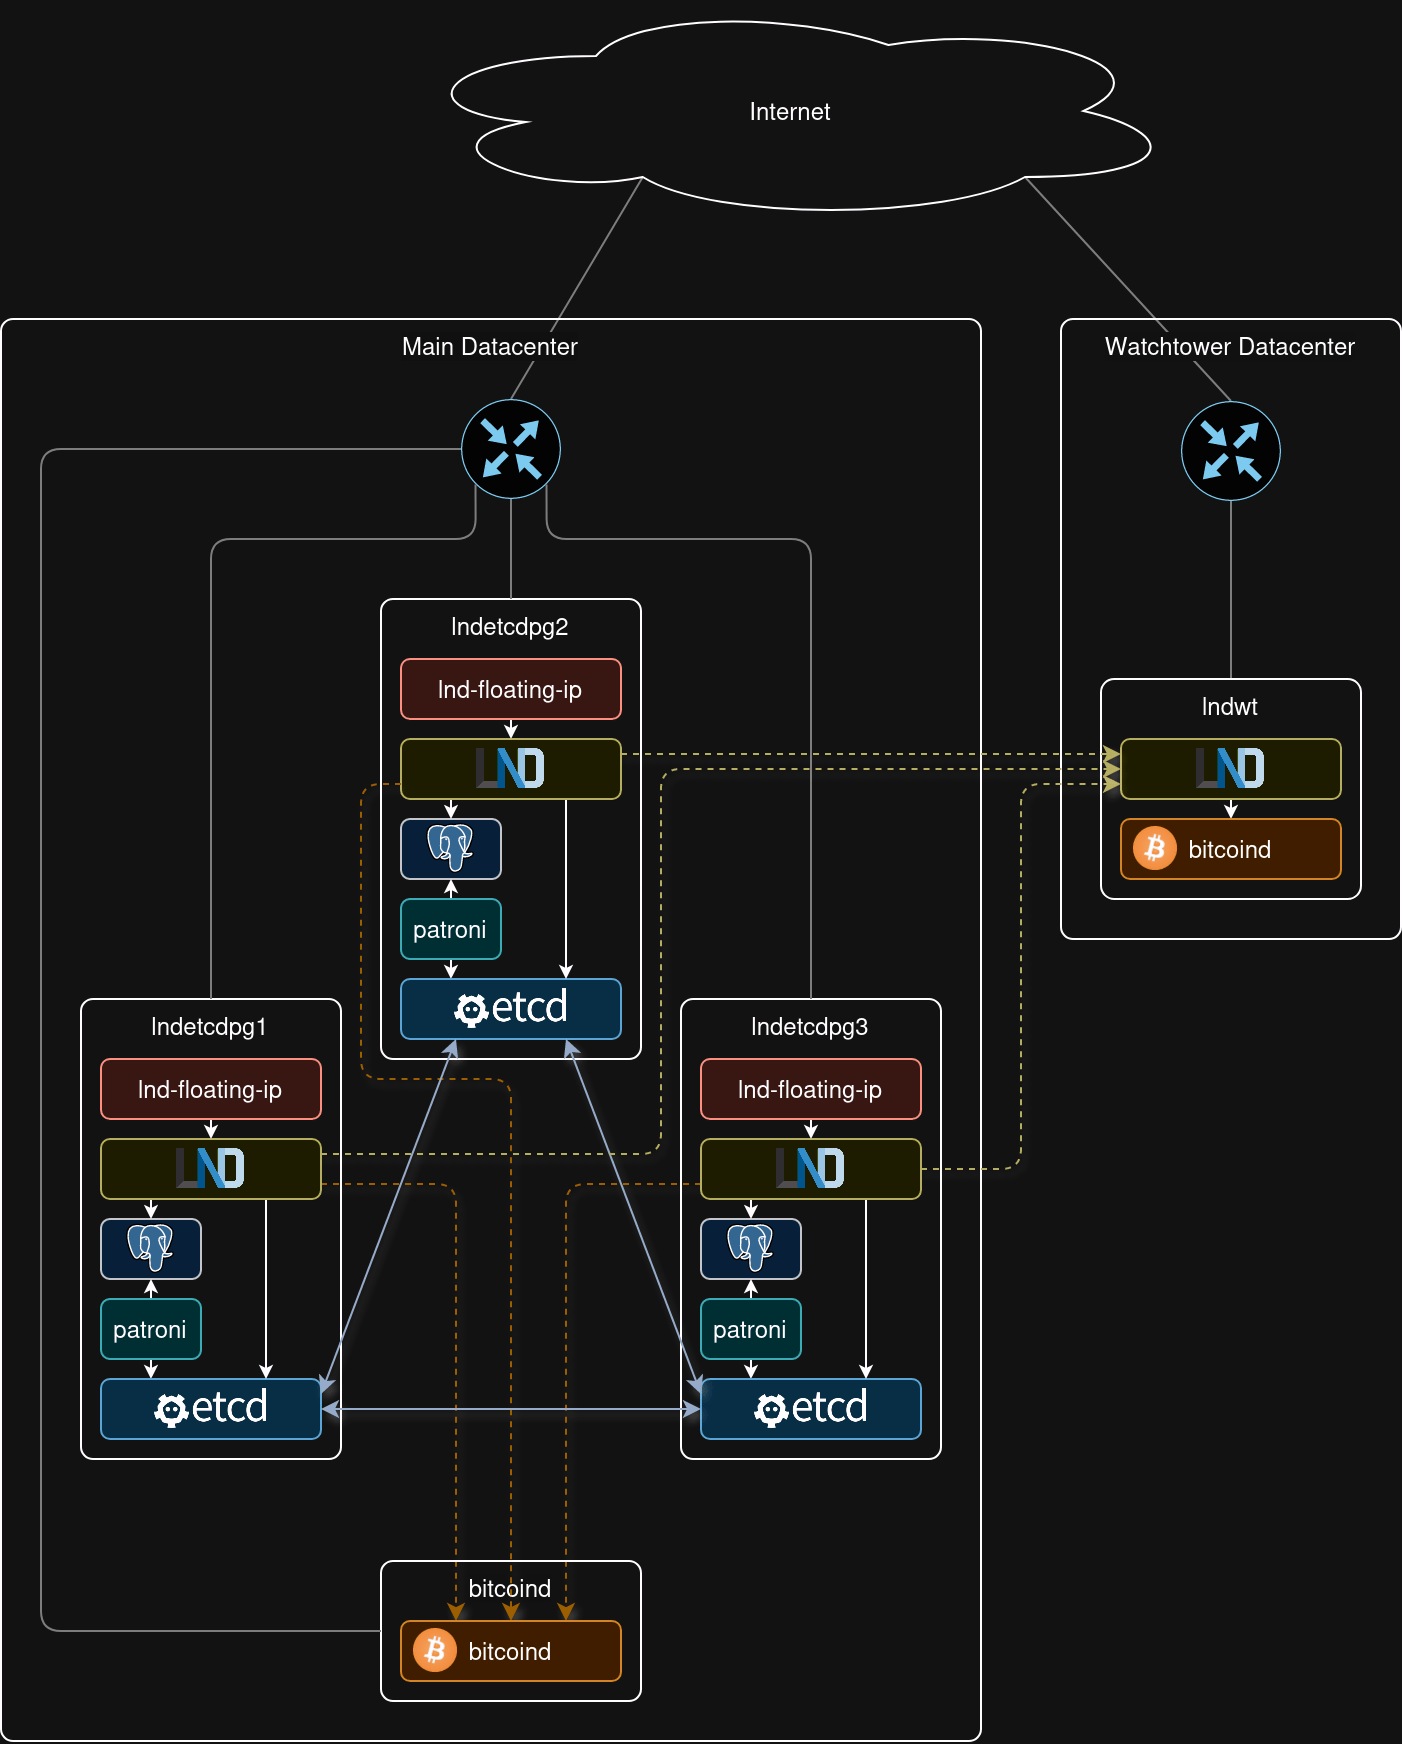 Internet
Main Datacenter
Watchtower Datacenter
lndetcdpg2
lnd-floating-ip
LND
patroni
etcd
lndwt
LND
bitcoind
lndetcdpg1
lnd-floating-ip
LND
patroni
etcd
lndetcdpg3
lnd-floating-ip
LND
patroni
etcd
bitcoind
bitcoind